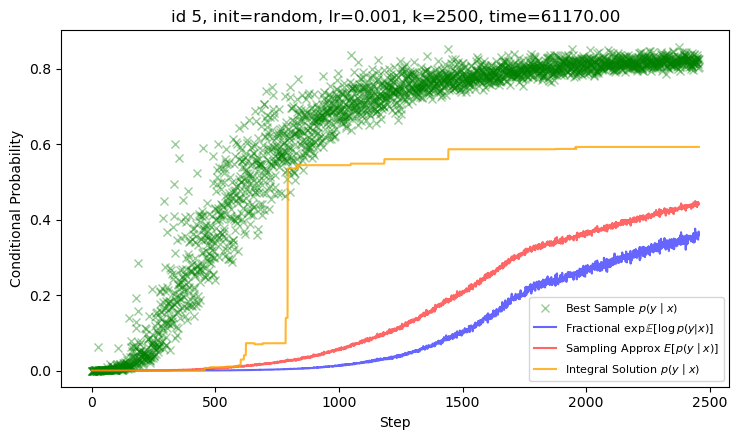 id 5, init=random, lr=0.001, k=2500, time=61170.00
Conditional Probability
0.8
0.6
0.4
0.2
0.0
Best Sample p(y | x)
Fractional exp 𝔼[log p(y|x)]
Sampling Approx E[p(y | x)]
Integral Solution p(y | x)
0 500 1000 1500 2000 2500
Step